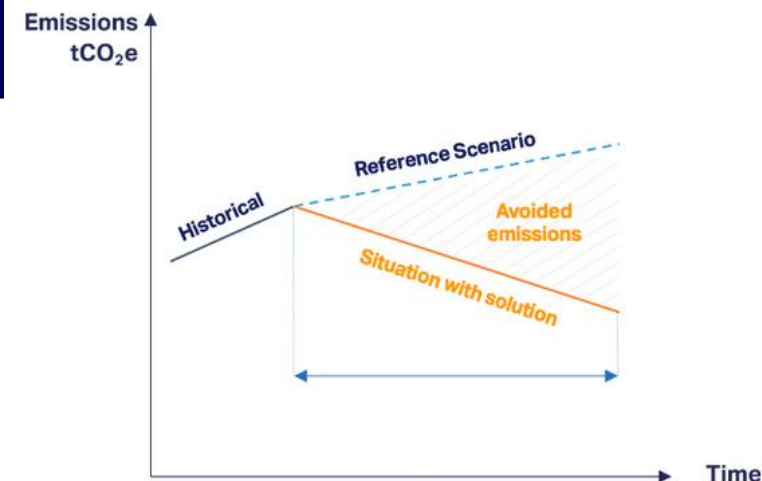 Emissions
tCO₂e
Reference Scenario
Historical
Avoided
emissions
Situation with solution
Time